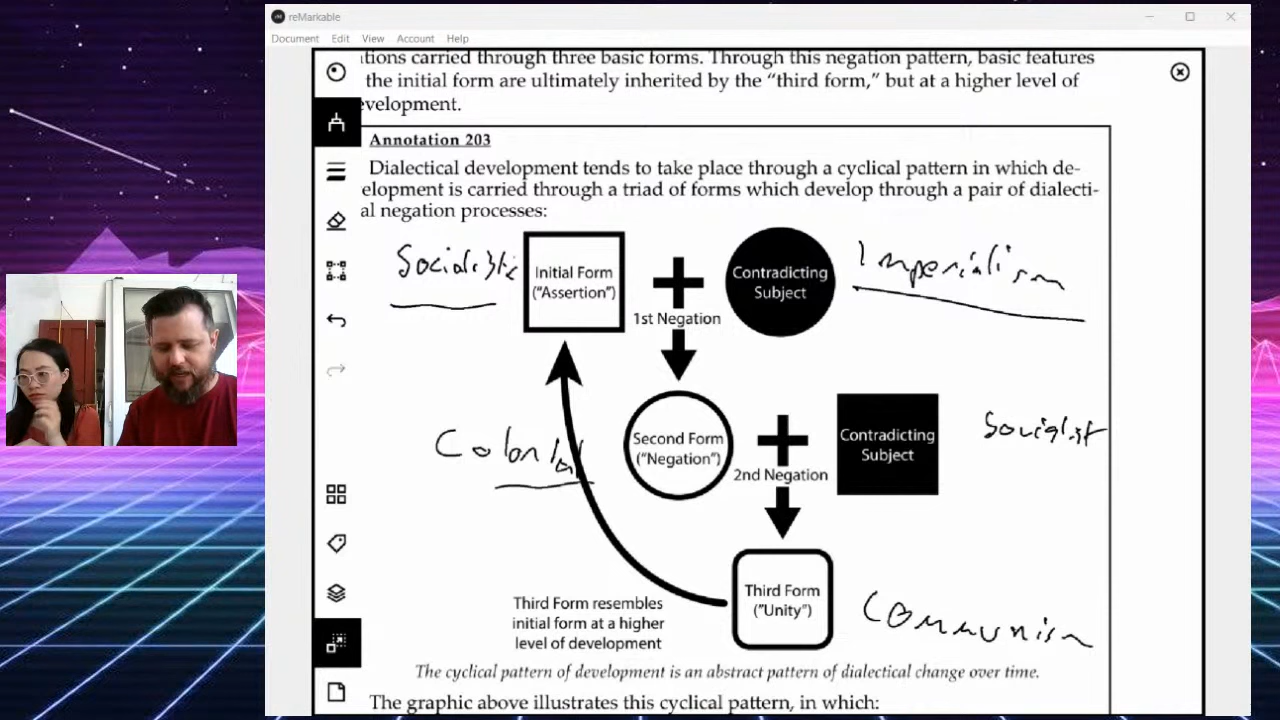 reMarkable
Document Edit View Account Help
tions carried through three basic forms. Through this negation pattern, basic features
the initial form are ultimately inherited by the “third form,” but at a higher level of
evelopment.
Annotation 203
Dialectical development tends to take place through a cyclical pattern in which de-
elopment is carried through a triad of forms which develop through a pair of dialecti-
al negation processes:
Socialistic
Initial Form
(“Assertion”)
1st Negation
Contradicting
Subject
Imperialism
Colonial
Second Form
(“Negation”)
2nd Negation
Contradicting
Subject
Socialist
Third Form resembles
initial form at a higher
level of development
Third Form
(“Unity”)
Communism
The cyclical pattern of development is an abstract pattern of dialectical change over time.
The graphic above illustrates this cyclical pattern, in which: